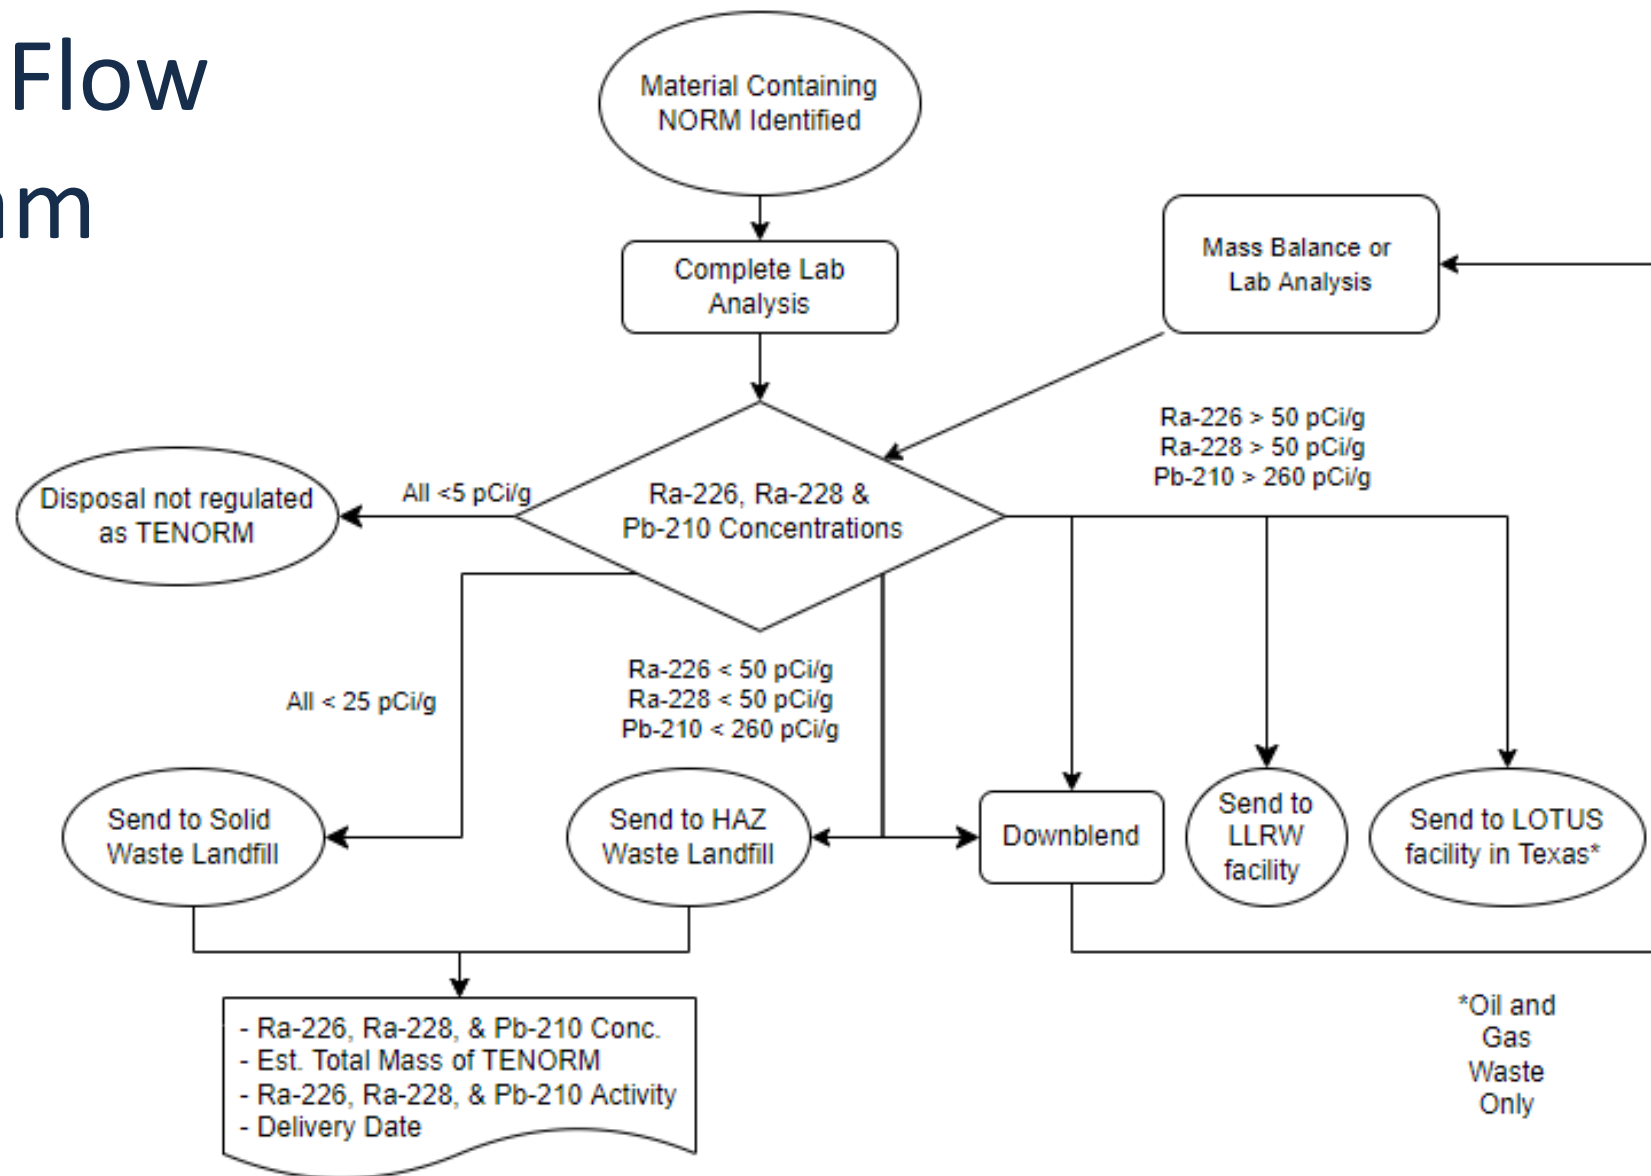 Flow
am
Material Containing
NORM Identified
Complete Lab
Analysis
Mass Balance or
Lab Analysis
Ra-226 > 50 pCi/g
Ra-228 > 50 pCi/g
Pb-210 > 260 pCi/g
Disposal not regulated
as TENORM
All <5 pCi/g
Ra-226, Ra-228 &
Pb-210 Concentrations
All < 25 pCi/g
Ra-226 < 50 pCi/g
Ra-228 < 50 pCi/g
Pb-210 < 260 pCi/g
Send to Solid
Waste Landfill
Send to HAZ
Waste Landfill
Downblend
Send to
LLRW
facility
Send to LOTUS
facility in Texas*
- Ra-226, Ra-228, & Pb-210 Conc.
- Est. Total Mass of TENORM
- Ra-226, Ra-228, & Pb-210 Activity
- Delivery Date
*Oil and
Gas
Waste
Only